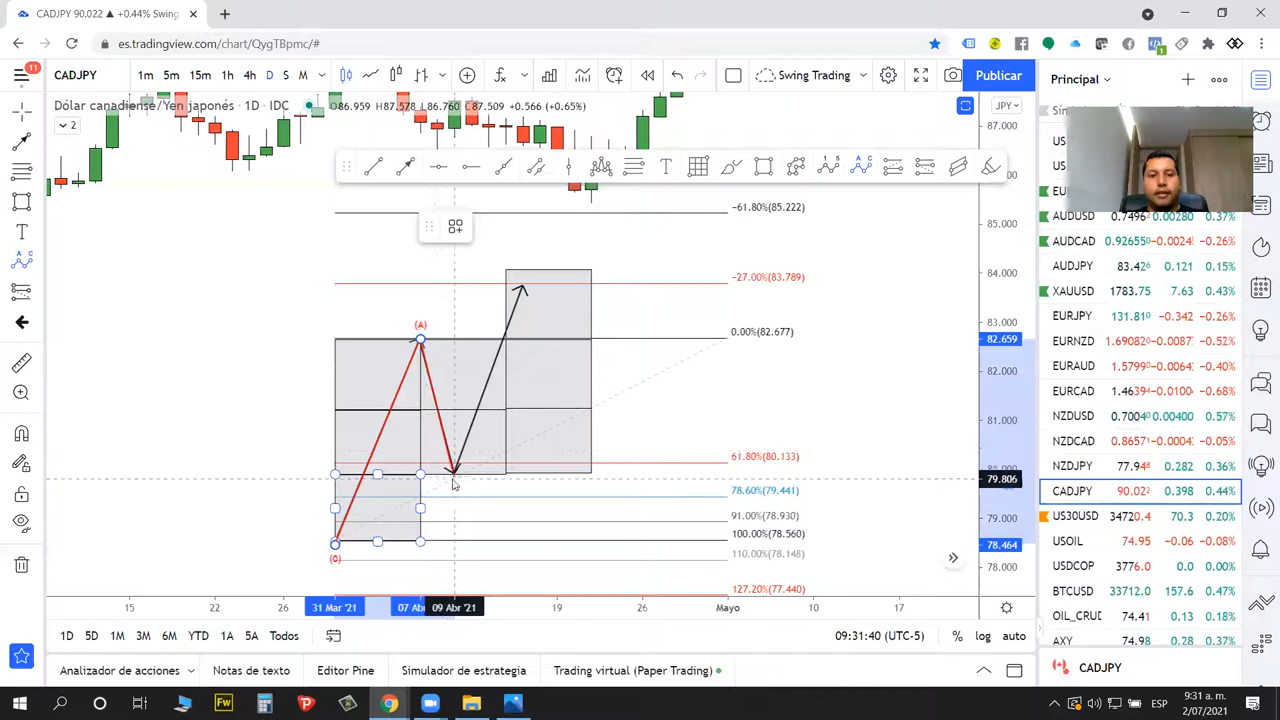 CADJPY 90.022 ▲ +0.44% Swing
es.tradingview.com/chart/QygTBpmc/#
11
CADJPY
1m 5m 15m 1h 4h D S M
Swing Trading
Publicar
Principal
Dólar canadiense/Yen japonés · 1D · IDC
O86.959 H87.578 L86.760 C87.509 +0.566 (+0.65%)
2
JPY
87.000
85.000
84.000
83.000
82.659
82.000
81.000
79.806
79.000
78.464
78.000
−61.80%(85.222)
−27.00%(83.789)
0.00%(82.677)
61.80%(80.133)
78.60%(79.441)
91.00%(78.930)
100.00%(78.560)
110.00%(78.148)
127.20%(77.440)
(A)
(0)
15 22 26 31 Mar '21 07 Ab 09 Abr '21 19 26 Mayo 10 17
US
US
AUDUSD 0.7496² 0.00280 0.37%
AUDCAD 0.92655⁰ −0.0024 −0.26%
AUDJPY 83.42⁶ 0.121 0.15%
XAUUSD 1783.75 7.63 0.43%
EURJPY 131.81⁰ −0.342 −0.26%
EURNZD 1.69082⁰ −0.0087 −0.52%
EURAUD 1.5799⁰ −0.0064 −0.40%
EURCAD 1.4639⁴ −0.0100 −0.68%
NZDUSD 0.7004⁰ 0.00400 0.57%
NZDCAD 0.8657¹ −0.0004 −0.05%
NZDJPY 77.94⁸ 0.282 0.36%
CADJPY 90.02² 0.398 0.44%
US30USD 34720.4 70.3 0.20%
USOIL 74.95 −0.06 −0.08%
USDCOP 3776.0 0.0 0.00%
BTCUSD 33712.0 157.6 0.47%
OIL_CRUD 74.41 0.13 0.18%
AXY 74.98 0.28 0.37%
CADJPY
1D 5D 1M 3M 6M YTD 1A 5A Todos
09:31:40 (UTC-5) % log auto
Analizador de acciones Notas de texto Editor Pine Simulador de estrategia Trading virtual (Paper Trading)
Fw
ESP
9:31 a. m.
2/07/2021